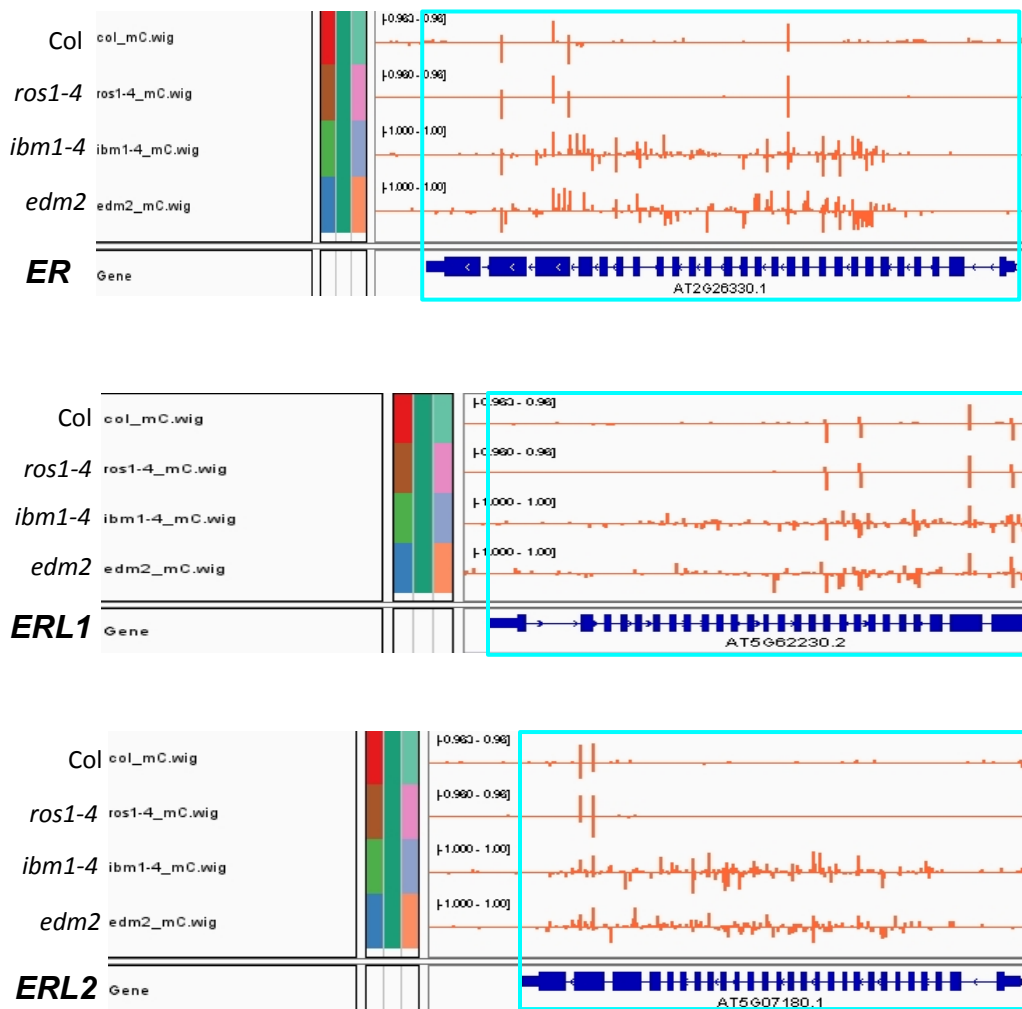 Col col_mC.wig [-0.963 - 0.96]
ros1-4 ros1-4_mC.wig [-0.960 - 0.96]
ibm1-4 ibm1-4_mC.wig [-1.000 - 1.00]
edm2 edm2_mC.wig [-1.000 - 1.00]
ER Gene
AT2G26330.1
Col col_mC.wig [-0.963 - 0.96]
ros1-4 ros1-4_mC.wig [-0.960 - 0.96]
ibm1-4 ibm1-4_mC.wig [-1.000 - 1.00]
edm2 edm2_mC.wig [-1.000 - 1.00]
ERL1 Gene
AT5G62230.2
Col col_mC.wig [-0.963 - 0.96]
ros1-4 ros1-4_mC.wig [-0.960 - 0.96]
ibm1-4 ibm1-4_mC.wig [-1.000 - 1.00]
edm2 edm2_mC.wig [-1.000 - 1.00]
ERL2 Gene
AT5G07180.1